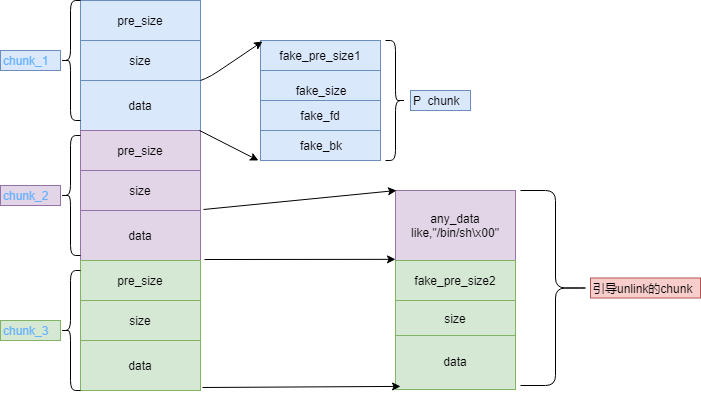 chunk_1
pre_size
size
data
fake_pre_size1
fake_size
fake_fd
fake_bk
P chunk
chunk_2
pre_size
size
data
any_data
like,"/bin/sh\x00"
chunk_3
pre_size
size
data
fake_pre_size2
size
data
引导unlink的chunk